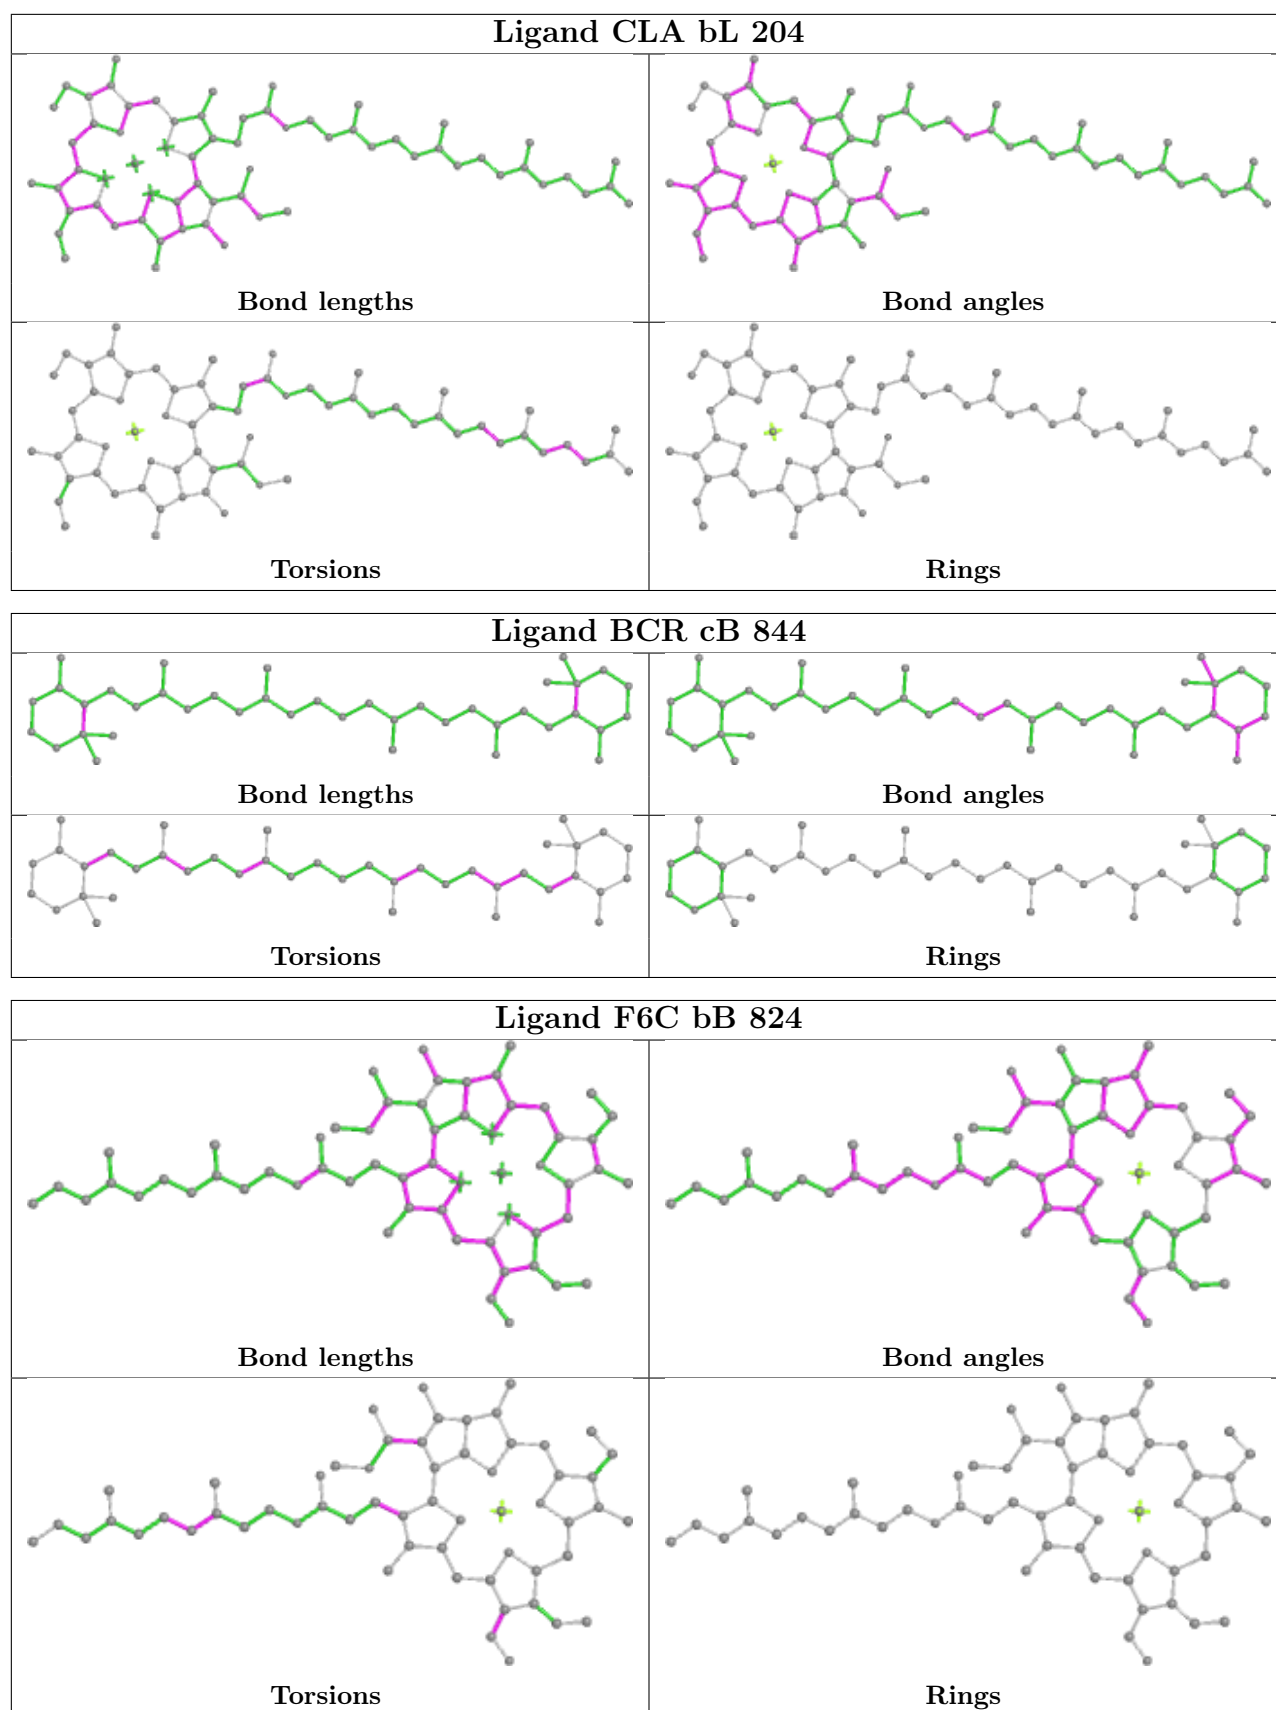 Ligand CLA bL 204
Bond lengths
Bond angles
Torsions
Rings
Ligand BCR cB 844
Bond lengths
Bond angles
Torsions
Rings
Ligand F6C bB 824
Bond lengths
Bond angles
Torsions
Rings